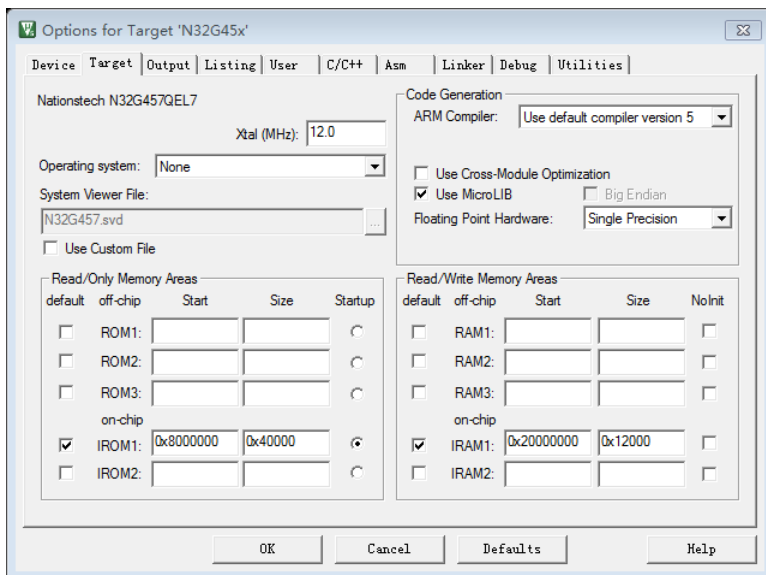 Options for Target 'N32G45x'
Device Target Output Listing User C/C++ Asm Linker Debug Utilities
Nationstech N32G457QEL7
Xtal (MHz): 12.0
Operating system: None
System Viewer File:
N32G457.svd ...
Use Custom File
Code Generation
ARM Compiler: Use default compiler version 5
Use Cross-Module Optimization
Use MicroLIB Big Endian
Floating Point Hardware: Single Precision
Read/Only Memory Areas
default off-chip Start Size Startup
ROM1:
ROM2:
ROM3:
on-chip
IROM1: 0x8000000 0x40000
IROM2:
Read/Write Memory Areas
default off-chip Start Size NoInit
RAM1:
RAM2:
RAM3:
on-chip
IRAM1: 0x20000000 0x12000
IRAM2:
OK Cancel Defaults Help